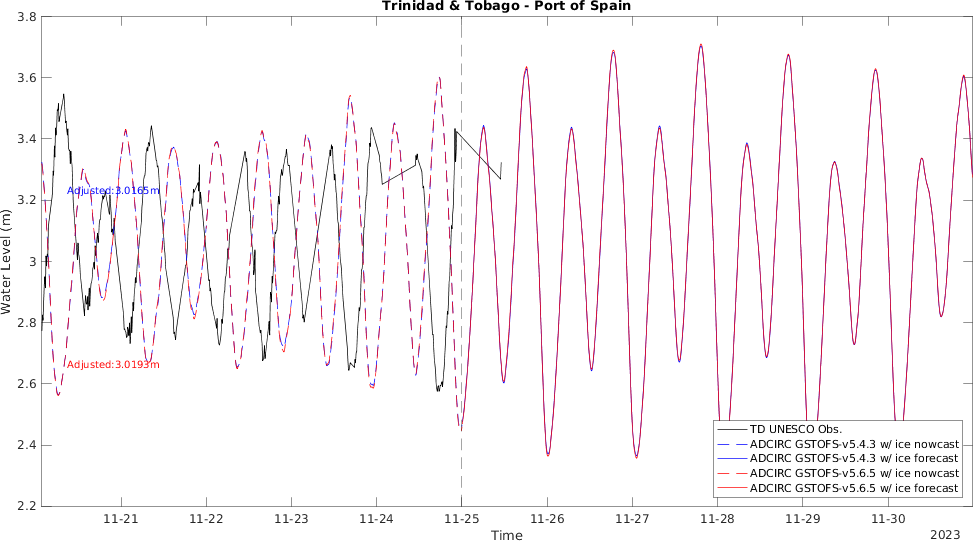 Trinidad & Tobago - Port of Spain
3.8
3.6
3.4
3.2
3
2.8
2.6
2.4
2.2
Water Level (m)
Adjusted:3.0165m
Adjusted:3.0193m
TD UNESCO Obs.
ADCIRC GSTOFS-v5.4.3 w/ ice nowcast
ADCIRC GSTOFS-v5.4.3 w/ ice forecast
ADCIRC GSTOFS-v5.6.5 w/ ice nowcast
ADCIRC GSTOFS-v5.6.5 w/ ice forecast
11-21 11-22 11-23 11-24 11-25 11-26 11-27 11-28 11-29 11-30
Time
2023